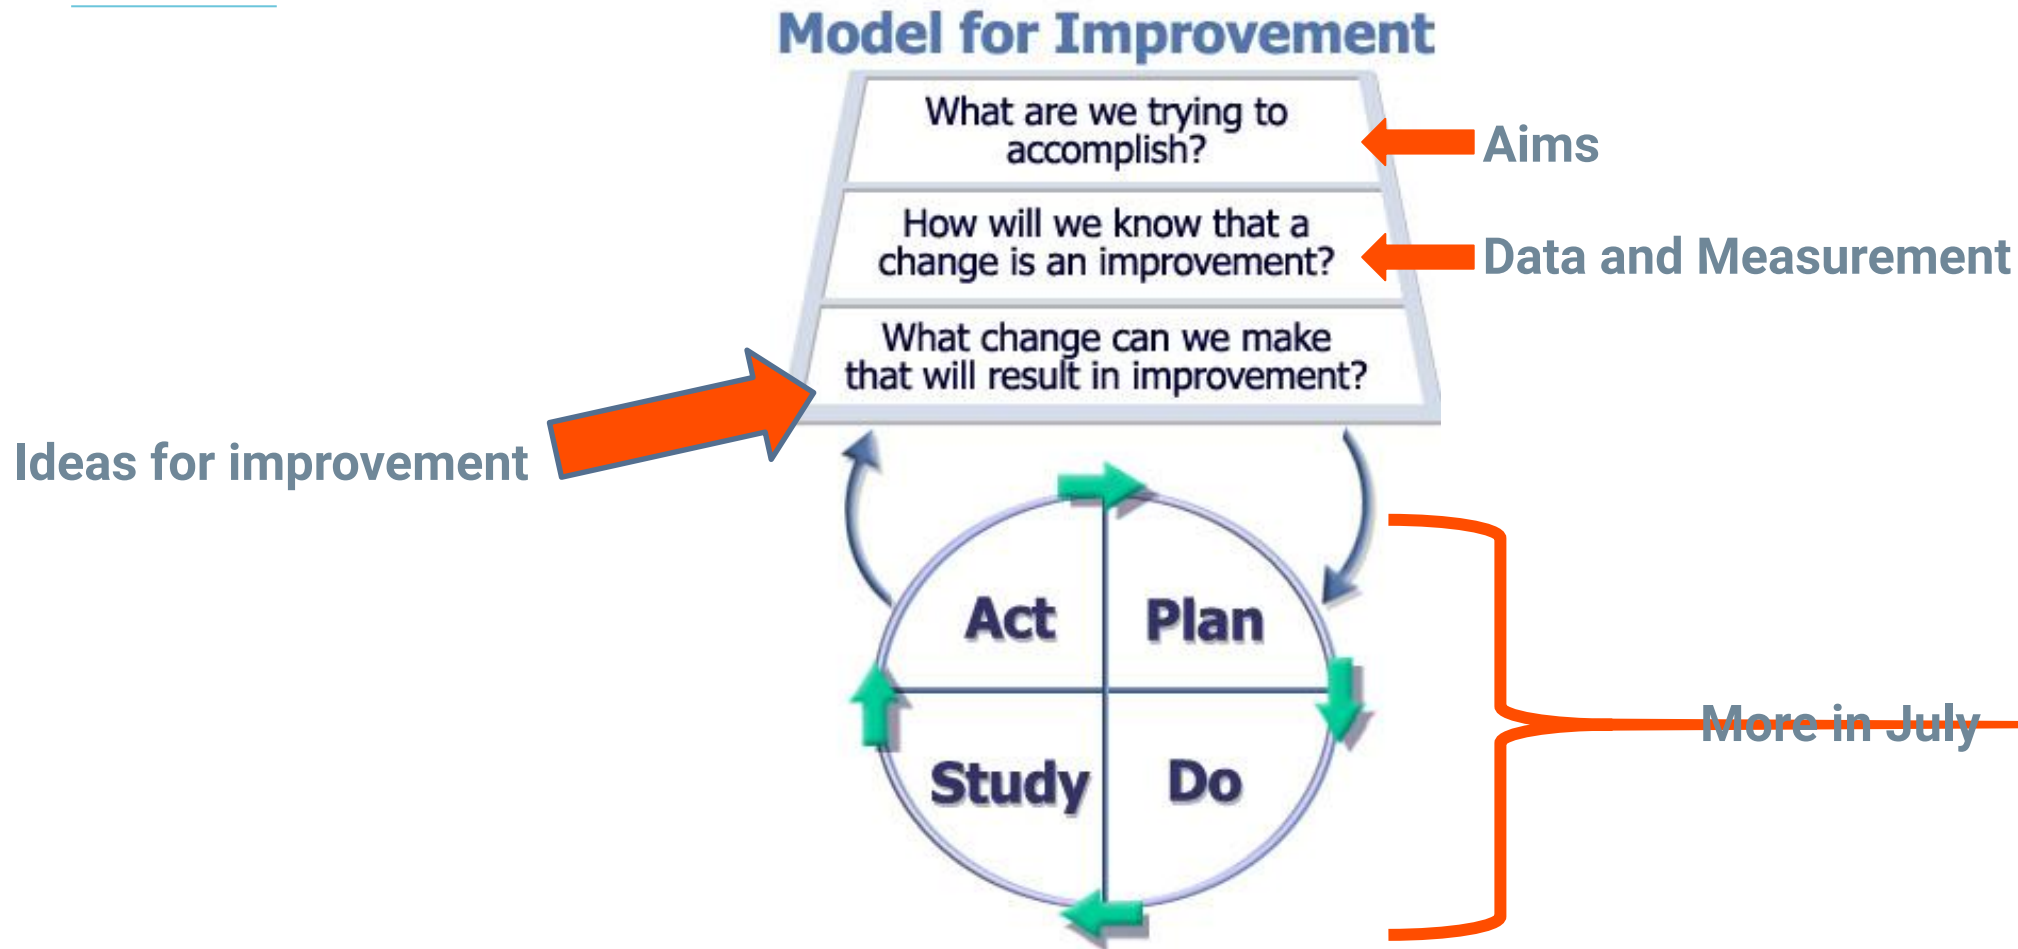 Model for Improvement
What are we trying to
accomplish?
Aims
How will we know that a
change is an improvement?
Data and Measurement
What change can we make
that will result in improvement?
Ideas for improvement
Act
Plan
More in July
Study
Do